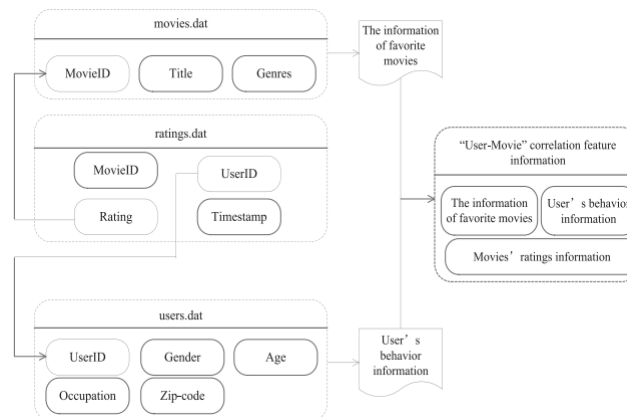 movies.dat
MovieID
Title
Genres
ratings.dat
MovieID
UserID
Rating
Timestamp
users.dat
UserID
Gender
Age
Occupation
Zip-code
The information
of favorite
movies
User’s
behavior
information
“User-Movie” correlation feature
information
The information
of favorite movies
User’s behavior
information
Movies’ ratings information